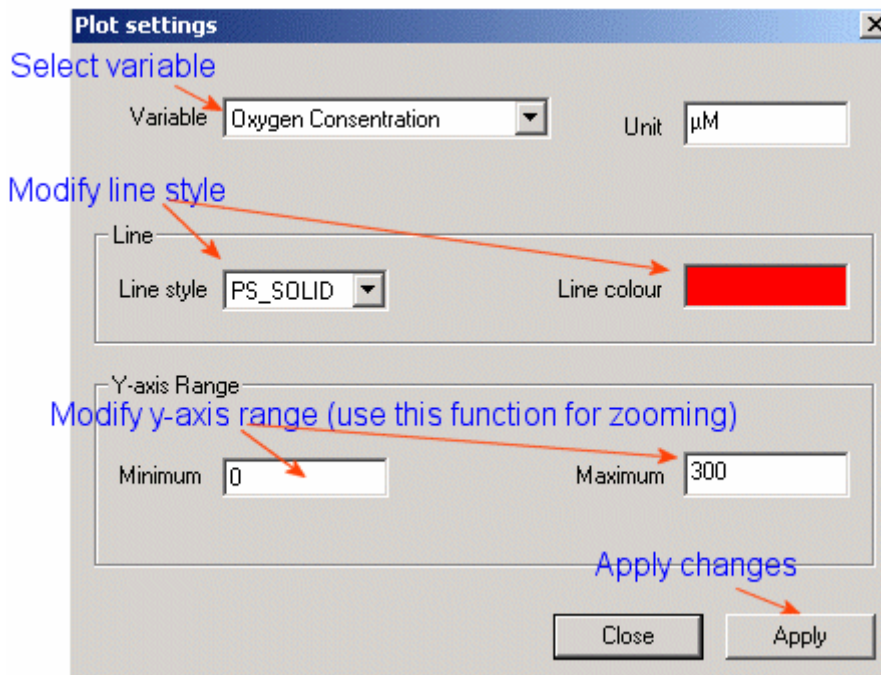 Plot settings
Select variable
Variable Oxygen Consentration Unit µM
Modify line style
Line
Line style PS_SOLID Line colour
Y-axis Range
Modify y-axis range (use this function for zooming)
Minimum 0 Maximum 300
Apply changes
Close Apply